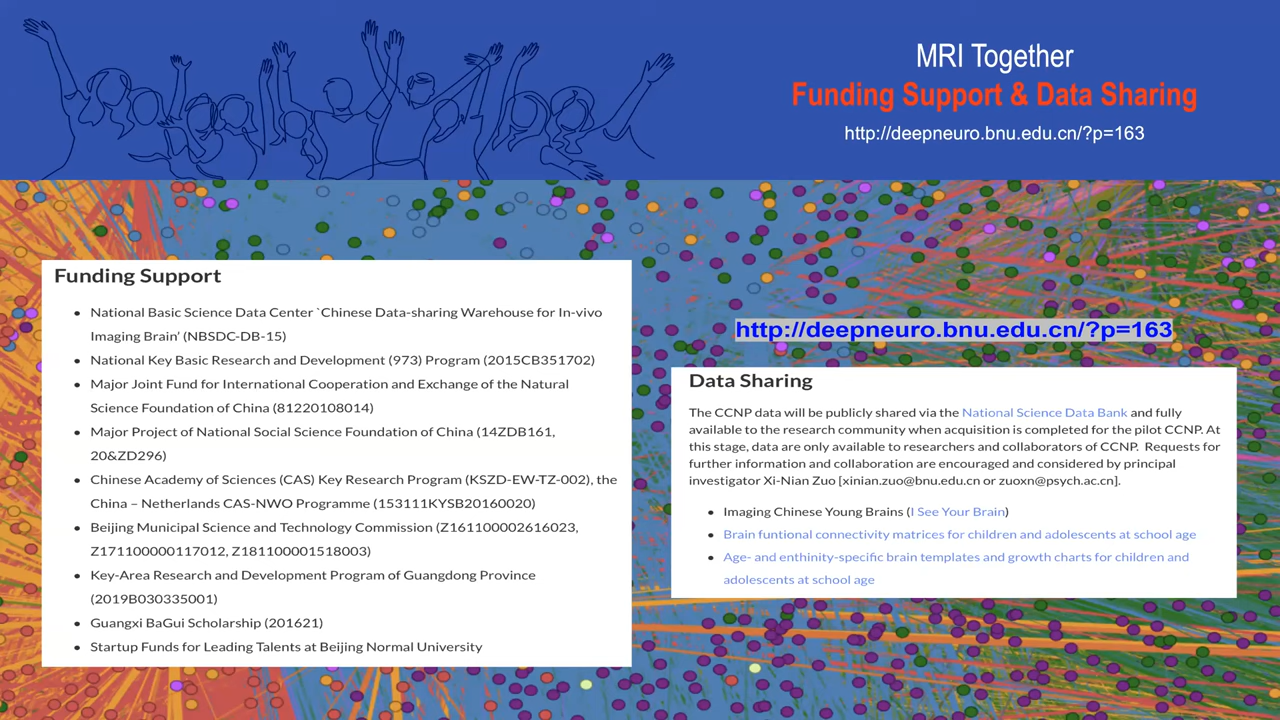 MRI Together
Funding Support & Data Sharing
http://deepneuro.bnu.edu.cn/?p=163
Funding Support
• National Basic Science Data Center `Chinese Data-sharing Warehouse for In-vivo
Imaging Brain' (NBSDC-DB-15)
• National Key Basic Research and Development (973) Program (2015CB351702)
• Major Joint Fund for International Cooperation and Exchange of the Natural
Science Foundation of China (81220108014)
• Major Project of National Social Science Foundation of China (14ZDB161,
20&ZD296)
• Chinese Academy of Sciences (CAS) Key Research Program (KSZD-EW-TZ-002), the
China – Netherlands CAS-NWO Programme (153111KYSB20160020)
• Beijing Municipal Science and Technology Commission (Z161100002616023,
Z171100000117012, Z181100001518003)
• Key-Area Research and Development Program of Guangdong Province
(2019B030335001)
• Guangxi BaGui Scholarship (201621)
• Startup Funds for Leading Talents at Beijing Normal University
http://deepneuro.bnu.edu.cn/?p=163
Data Sharing
The CCNP data will be publicly shared via the National Science Data Bank and fully
available to the research community when acquisition is completed for the pilot CCNP. At
this stage, data are only available to researchers and collaborators of CCNP. Requests for
further information and collaboration are encouraged and considered by principal
investigator Xi-Nian Zuo [xinian.zuo@bnu.edu.cn or zuoxn@psych.ac.cn].
• Imaging Chinese Young Brains (I See Your Brain)
• Brain funtional connectivity matrices for children and adolescents at school age
• Age- and enthinity-specific brain templates and growth charts for children and
adolescents at school age